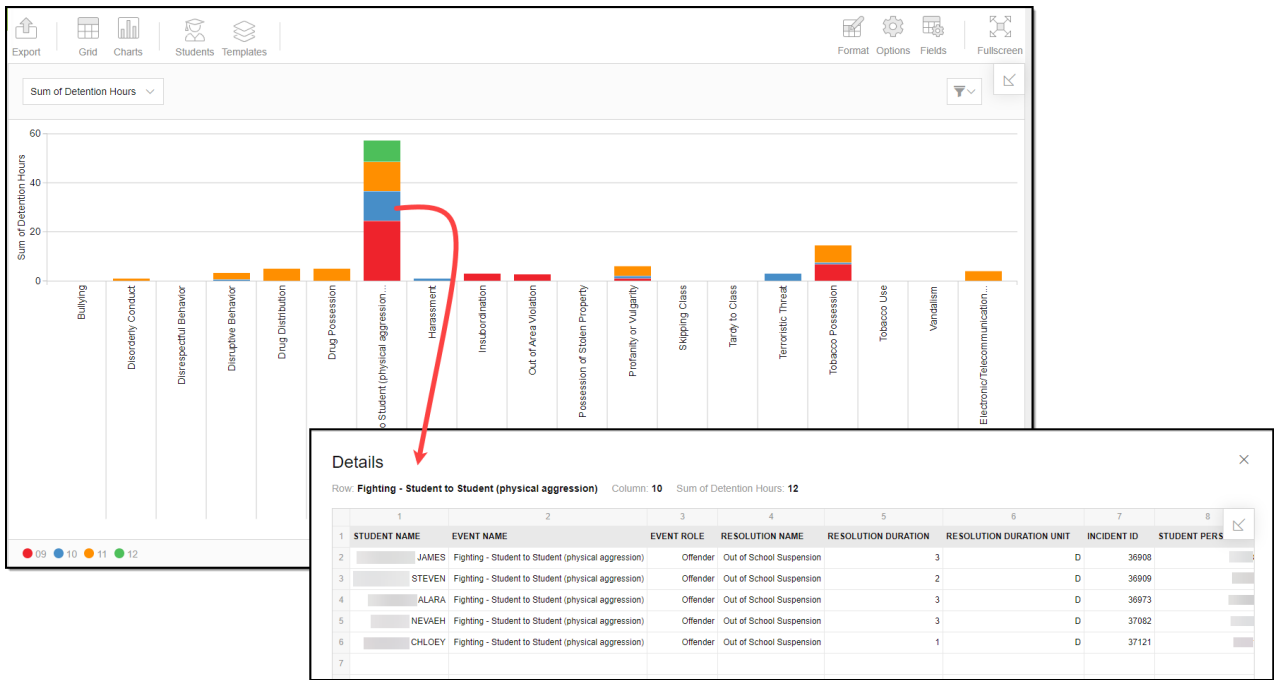 Export Grid Charts Students Templates Format Options Fields Fullscreen
Sum of Detention Hours
Sum of Detention Hours
60
40
20
0
Bullying
Disorderly Conduct
Disrespectful Behavior
Disruptive Behavior
Drug Distribution
Drug Possession
o Student (physical aggression...
Harassment
Insubordination
Out of Area Violation
Possession of Stolen Property
Profanity or Vulgarity
Skipping Class
Tardy to Class
Terroristic Threat
Tobacco Possession
Tobacco Use
Vandalism
Electronic/Telecommunication...
09 10 11 12
Details
Row: Fighting - Student to Student (physical aggression) Column: 10 Sum of Detention Hours: 12
1 2 3 4 5 6 7 8
1 STUDENT NAME EVENT NAME EVENT ROLE RESOLUTION NAME RESOLUTION DURATION RESOLUTION DURATION UNIT INCIDENT ID STUDENT PERS
2 JAMES Fighting - Student to Student (physical aggression) Offender Out of School Suspension 3 D 36908
3 STEVEN Fighting - Student to Student (physical aggression) Offender Out of School Suspension 2 D 36909
4 ALARA Fighting - Student to Student (physical aggression) Offender Out of School Suspension 3 D 36973
5 NEVAEH Fighting - Student to Student (physical aggression) Offender Out of School Suspension 3 D 37082
6 CHLOEY Fighting - Student to Student (physical aggression) Offender Out of School Suspension 1 D 37121
7